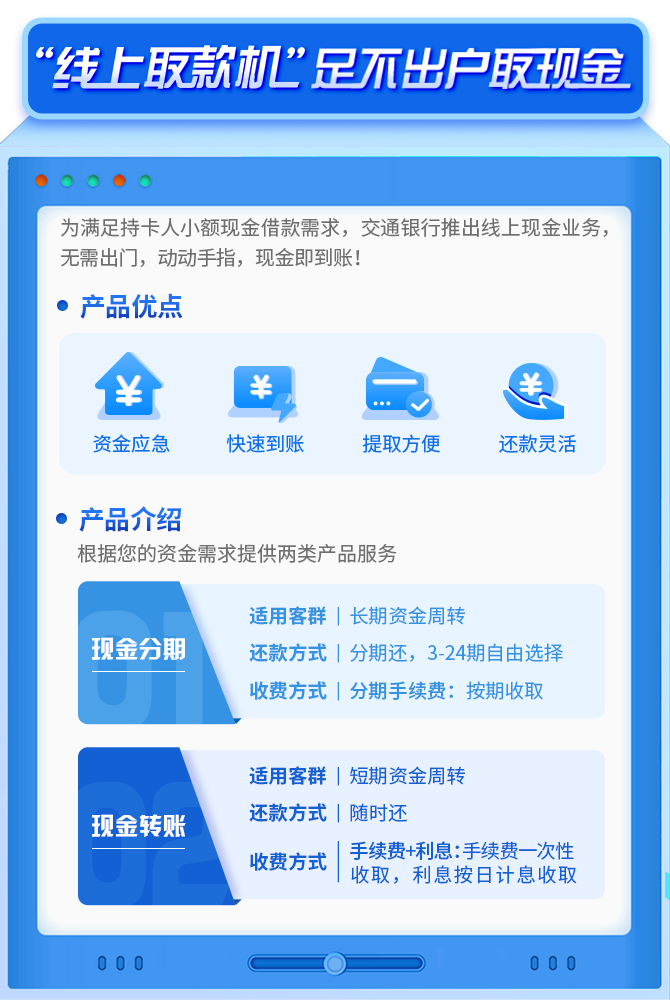 “线上取款机”足不出户取现金
为满足持卡人小额现金借款需求，交通银行推出线上现金业务，
无需出门，动动手指，现金即到账！
产品优点
资金应急 快速到账 提取方便 还款灵活
产品介绍
根据您的资金需求提供两类产品服务
01
现金分期
适用客群｜长期资金周转
还款方式｜分期还，3-24期自由选择
收费方式｜分期手续费：按期收取
02
现金转账
适用客群｜短期资金周转
还款方式｜随时还
收费方式｜手续费+利息：手续费一次性
收取，利息按日计息收取